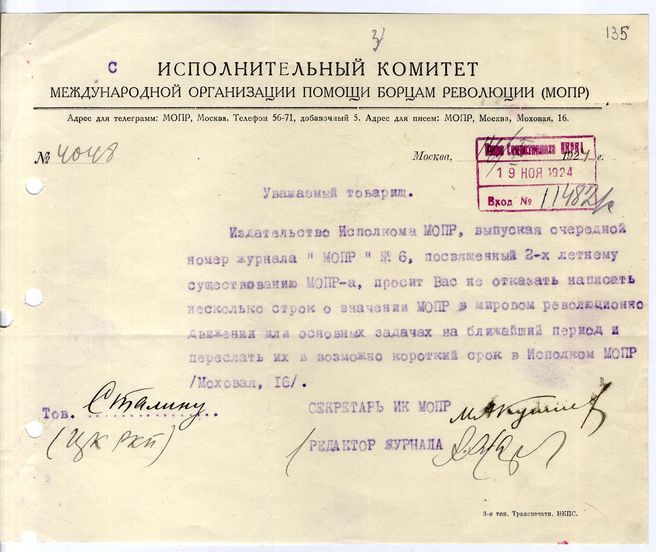 135
С ИСПОЛНИТЕЛЬНЫЙ КОМИТЕТ
МЕЖДУНАРОДНОЙ ОРГАНИЗАЦИИ ПОМОЩИ БОРЦАМ РЕВОЛЮЦИИ (МОПР)
Адрес для телеграмм: МОПР, Москва. Телефон 56-71, добавочный 5. Адрес для писем: МОПР, Москва, Моховая, 16.
№ 4048
Москва, 1924 г.
19 НОЯ 1924
Вход № 11482/с
Уважаемый товарищ.
Издательство Исполкома МОПР, выпуская очередной
номер журнала " МОПР " № 6, посвященный 2-х летнему
существованию МОПР-а, просит Вас не отказать написать
несколько строк о значении МОПР в мировом революционно
движении или основных задачах на ближайший период и
переслать их в возможно короткий срок в Исполком МОПР
/Моховая, 16/.
Тов. Сталину
(ЦК РКП)
СЕКРЕТАРЬ ИК МОПР
РЕДАКТОР ЖУРНАЛА
3-я тип. Транспечати. НКПС.